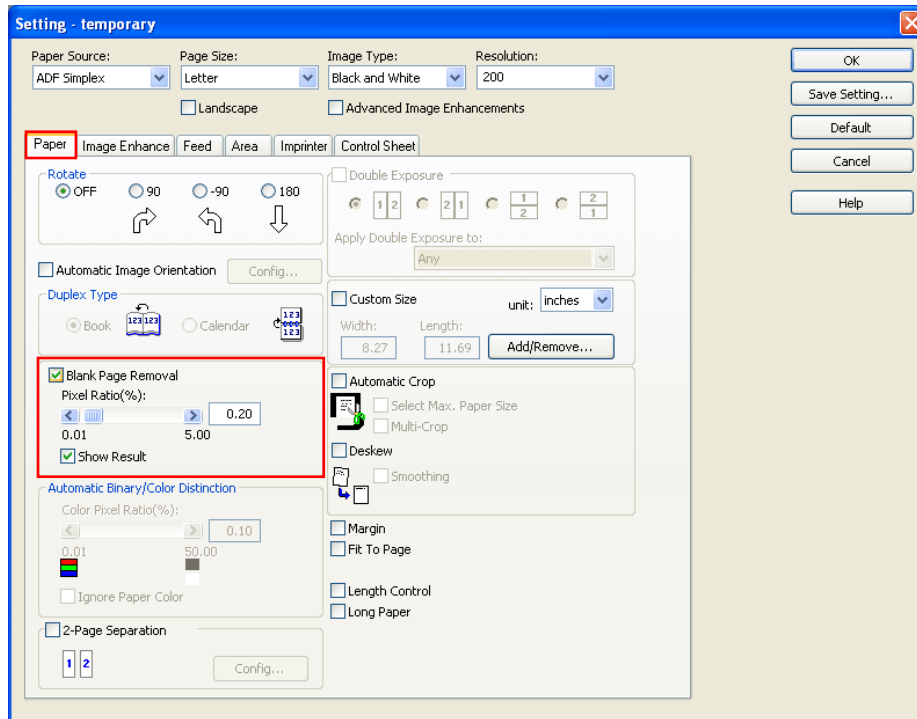 Setting - temporary
Paper Source: Page Size: Image Type: Resolution:
ADF Simplex Letter Black and White 200
Landscape Advanced Image Enhancements
OK
Save Setting...
Default
Cancel
Help
Paper Image Enhance Feed Area Imprinter Control Sheet
Rotate
OFF 90 -90 180
Automatic Image Orientation Config...
Duplex Type
Book 123 123 Calendar 123 123
Blank Page Removal
Pixel Ratio(%):
0.20
0.01 5.00
Show Result
Automatic Binary/Color Distinction
Color Pixel Ratio(%):
0.10
0.01 50.00
Ignore Paper Color
2-Page Separation
1 2 Config...
Double Exposure
1 2 2 1 1 2 2 1
Apply Double Exposure to:
Any
Custom Size unit: inches
Width: Length:
8.27 11.69 Add/Remove...
Automatic Crop
Select Max. Paper Size
Multi-Crop
Deskew
Smoothing
Margin
Fit To Page
Length Control
Long Paper